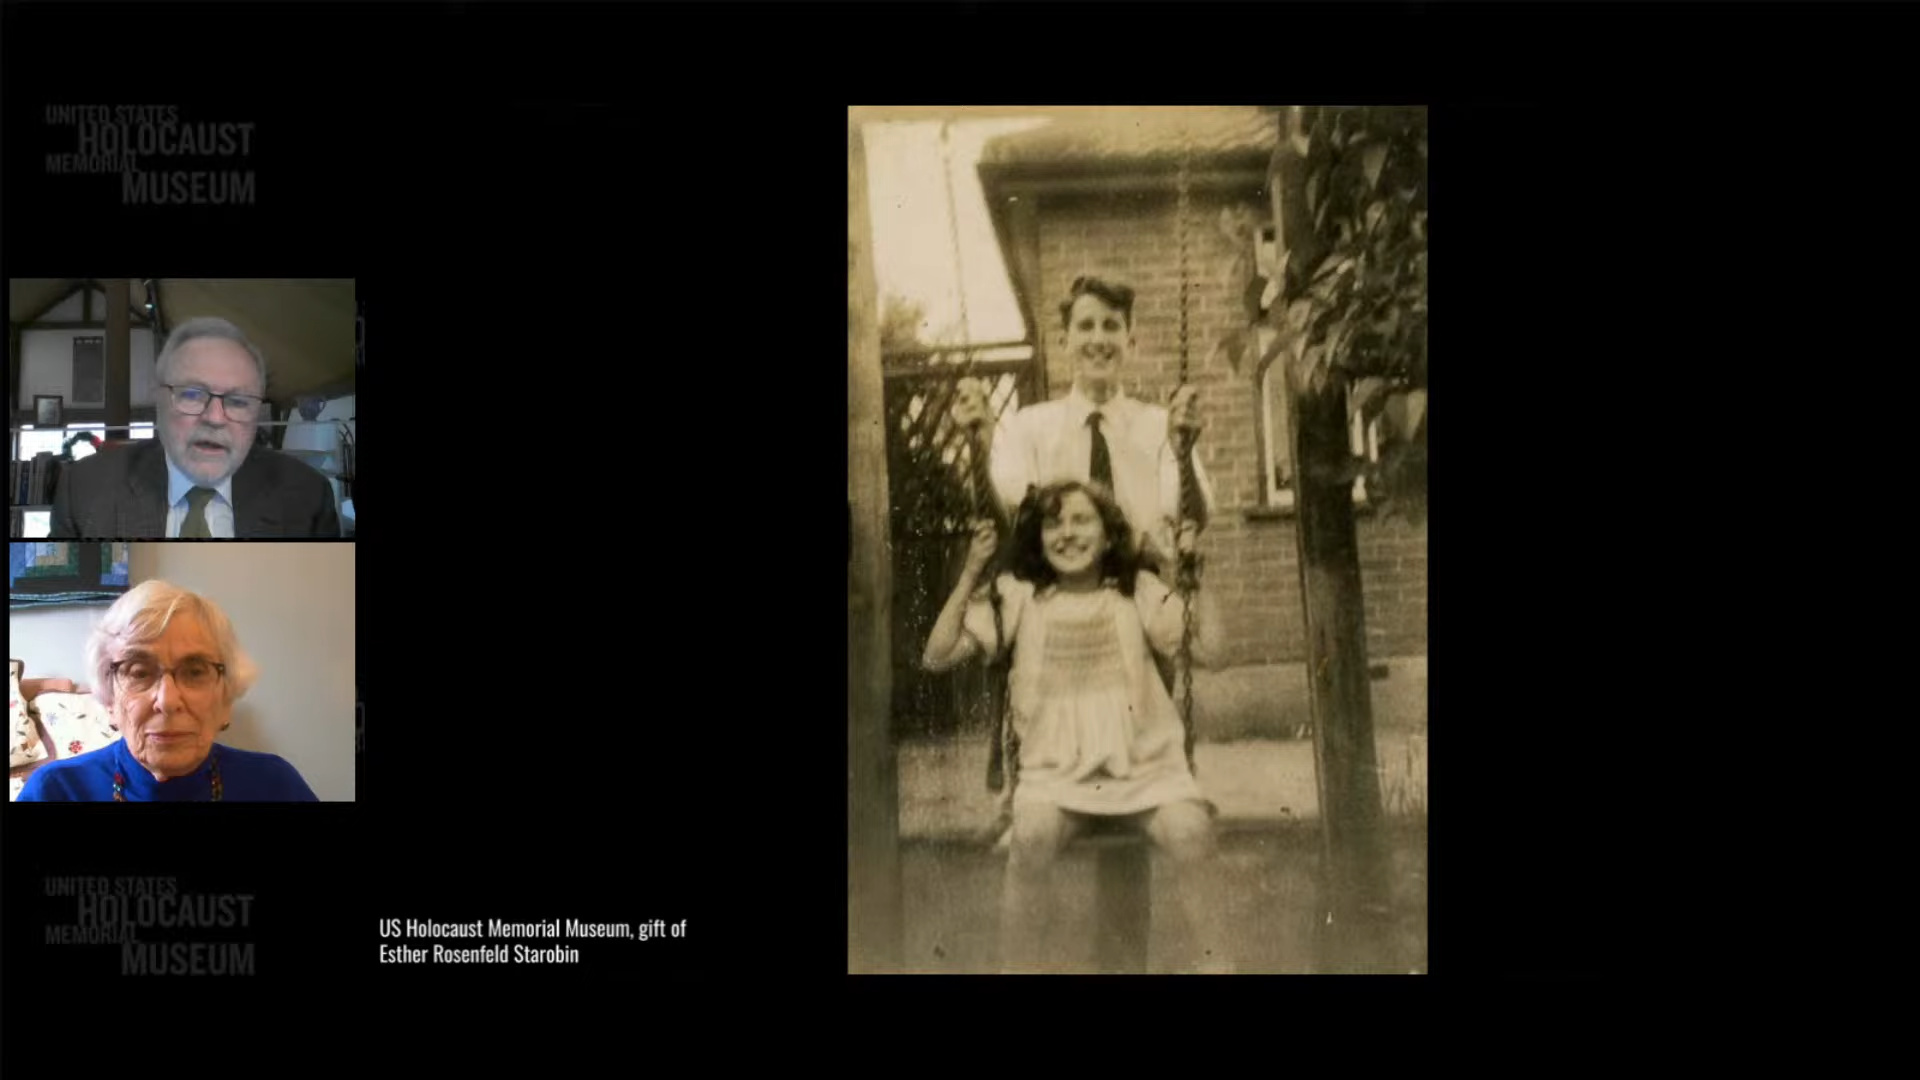 UNITED STATES
HOLOCAUST
MEMORIAL
MUSEUM
UNITED STATES
HOLOCAUST
MEMORIAL
MUSEUM
US Holocaust Memorial Museum, gift of
Esther Rosenfeld Starobin